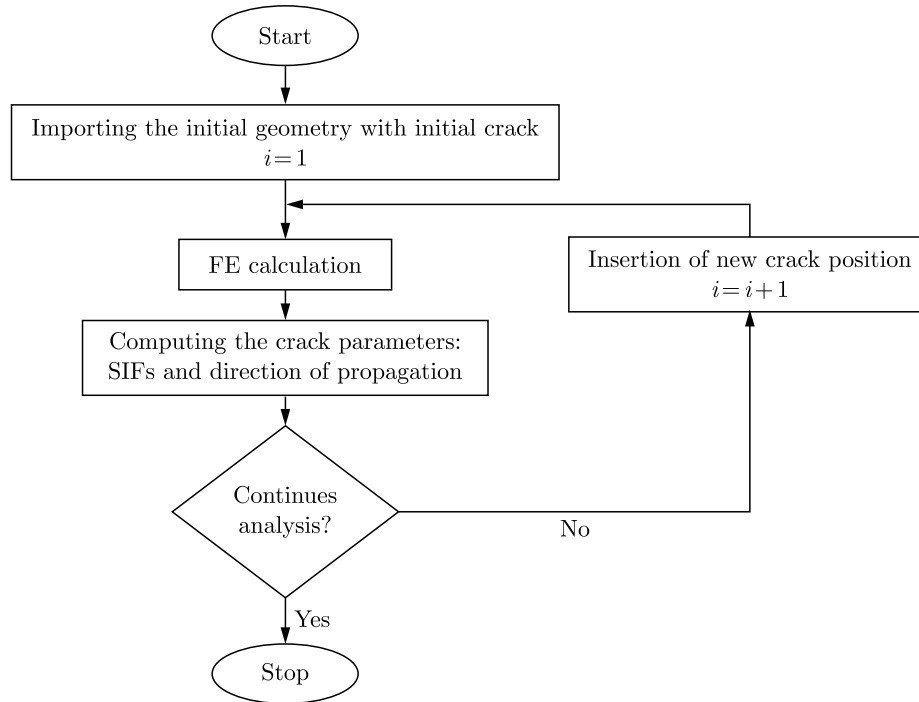 Start
Importing the initial geometry with initial crack
i = 1
FE calculation
Insertion of new crack position
i = i + 1
Computing the crack parameters:
SIFs and direction of propagation
Continues
analysis?
No
Yes
Stop